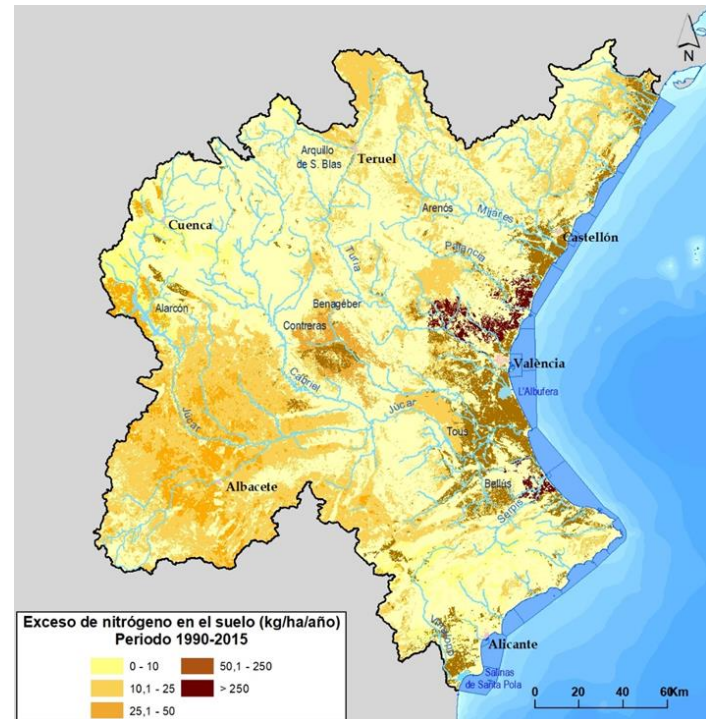 N
Arquillo
de S. Blas
Teruel
Arenós
Mijares
Cuenca
Castellón
Palancia
Turia
Alarcón
Benagéber
Contreras
València
Cabriel
L'Albufera
Júcar
Júcar
Tous
Albacete
Bellús
Serpis
Vinalopó
Alicante
Salinas
de Santa Pola
0 20 40 60Km
Exceso de nitrógeno en el suelo (kg/ha/año)
Periodo 1990-2015
0 - 10
50,1 - 250
10,1 - 25
> 250
25,1 - 50